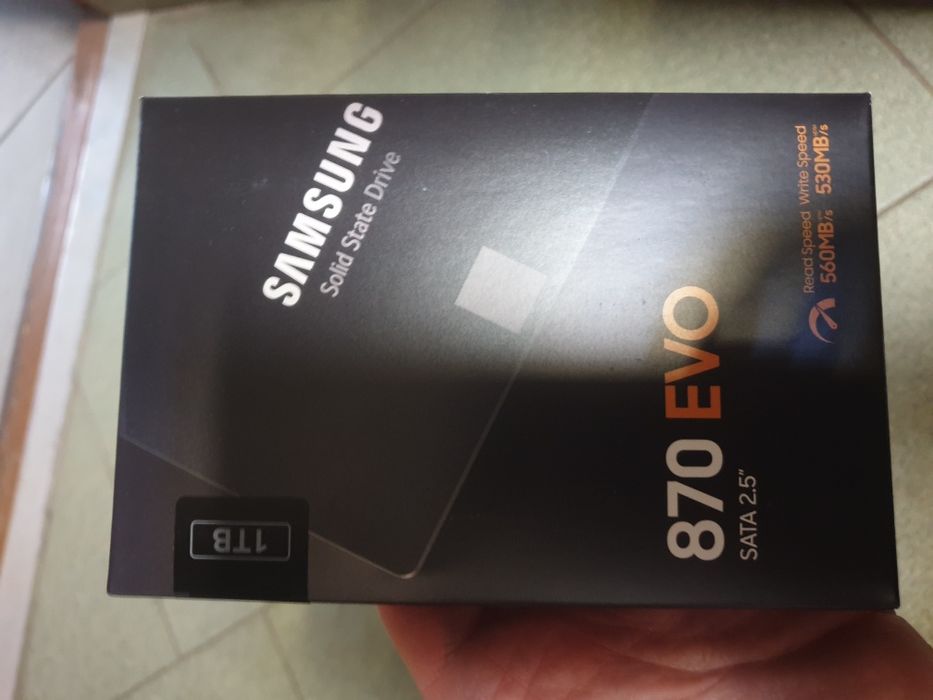 SAMSUNG
Solid State Drive
870 EVO
SATA 2.5"
Read Speed
560MB/s
Write Speed
530MB/s
1TB